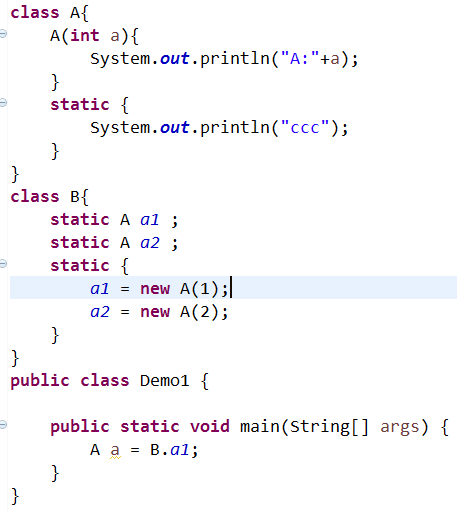 class A{
    A(int a){
        System.out.println("A:"+a);
    }
    static {
        System.out.println("ccc");
    }
}
class B{
    static A a1 ;
    static A a2 ;
    static {
        a1 = new A(1);
        a2 = new A(2);
    }
}
public class Demo1 {

    public static void main(String[] args) {
        A a = B.a1;
    }
}